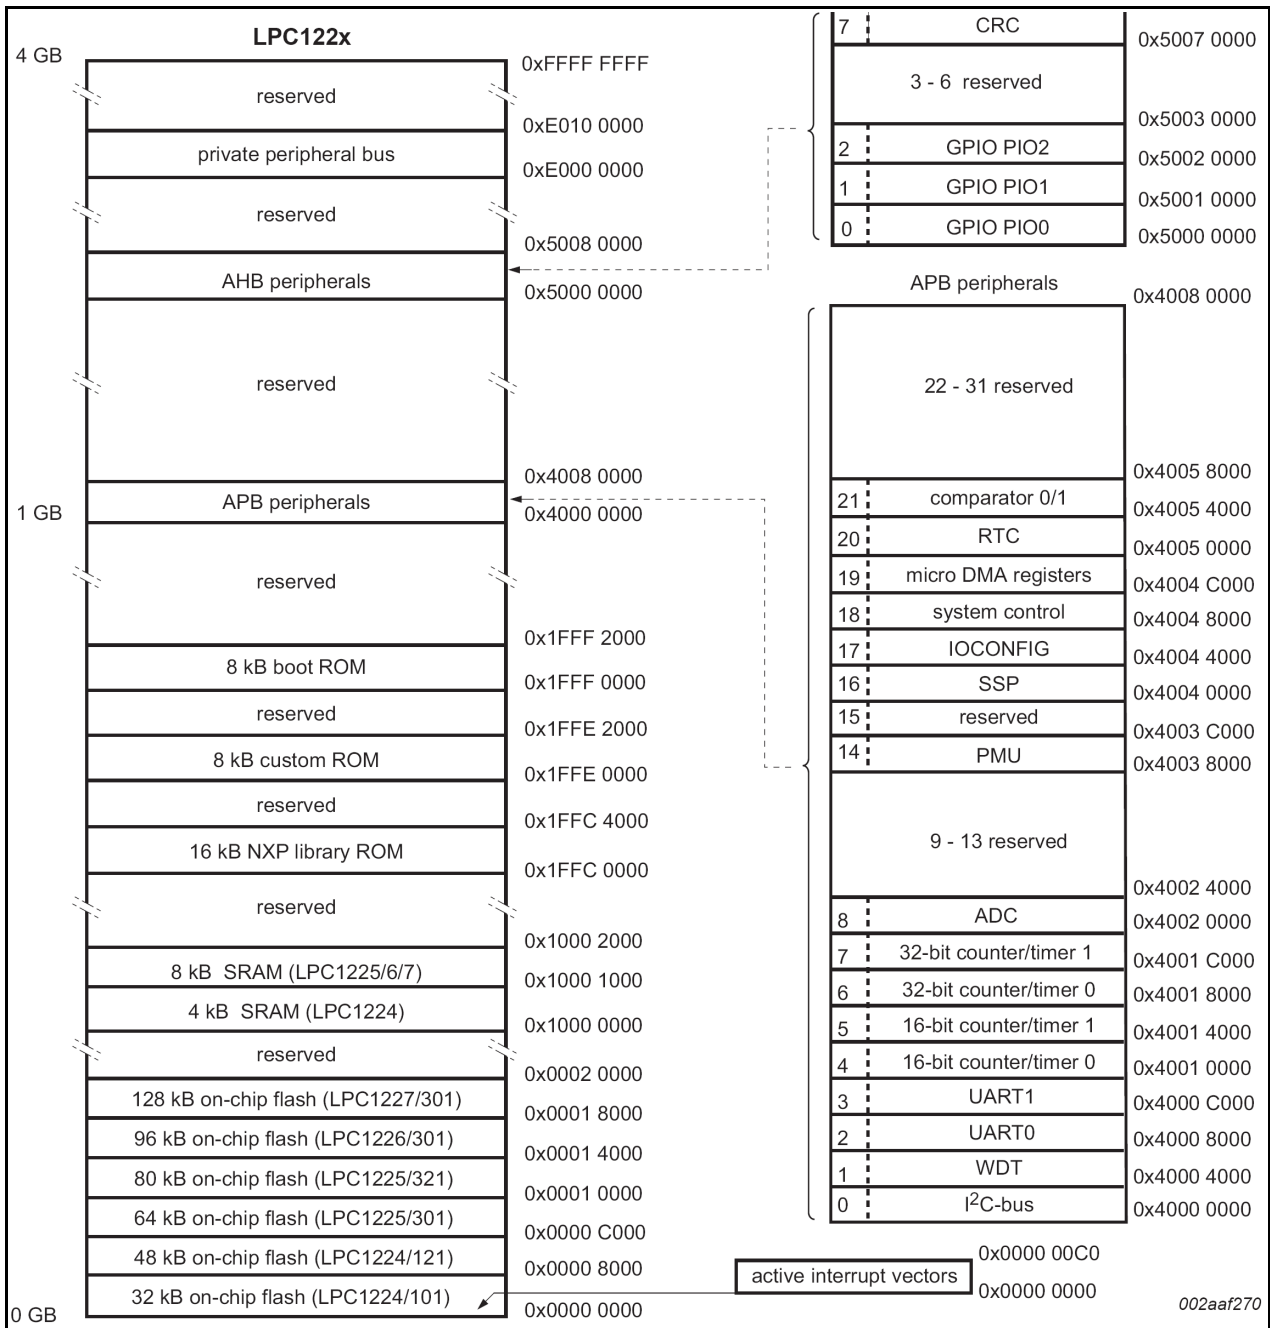 LPC122x
4 GB
0xFFFF FFFF
reserved
0xE010 0000
private peripheral bus
0xE000 0000
reserved
0x5008 0000
AHB peripherals
0x5000 0000
reserved
0x4008 0000
APB peripherals
1 GB
0x4000 0000
reserved
0x1FFF 2000
8 kB boot ROM
0x1FFF 0000
reserved
0x1FFE 2000
8 kB custom ROM
0x1FFE 0000
reserved
0x1FFC 4000
16 kB NXP library ROM
0x1FFC 0000
reserved
0x1000 2000
8 kB SRAM (LPC1225/6/7)
0x1000 1000
4 kB SRAM (LPC1224)
0x1000 0000
reserved
0x0002 0000
128 kB on-chip flash (LPC1227/301)
0x0001 8000
96 kB on-chip flash (LPC1226/301)
0x0001 4000
80 kB on-chip flash (LPC1225/321)
0x0001 0000
64 kB on-chip flash (LPC1225/301)
0x0000 C000
48 kB on-chip flash (LPC1224/121)
0x0000 8000
32 kB on-chip flash (LPC1224/101)
0x0000 0000
0 GB
7 CRC
0x5007 0000
3 - 6 reserved
0x5003 0000
2 GPIO PIO2
0x5002 0000
1 GPIO PIO1
0x5001 0000
0 GPIO PIO0
0x5000 0000
APB peripherals
0x4008 0000
22 - 31 reserved
0x4005 8000
21 comparator 0/1
0x4005 4000
20 RTC
0x4005 0000
19 micro DMA registers
0x4004 C000
18 system control
0x4004 8000
17 IOCONFIG
0x4004 4000
16 SSP
0x4004 0000
15 reserved
0x4003 C000
14 PMU
0x4003 8000
9 - 13 reserved
0x4002 4000
8 ADC
0x4002 0000
7 32-bit counter/timer 1
0x4001 C000
6 32-bit counter/timer 0
0x4001 8000
5 16-bit counter/timer 1
0x4001 4000
4 16-bit counter/timer 0
0x4001 0000
3 UART1
0x4000 C000
2 UART0
0x4000 8000
1 WDT
0x4000 4000
0 I²C-bus
0x4000 0000
0x0000 00C0
active interrupt vectors
0x0000 0000
002aaf270